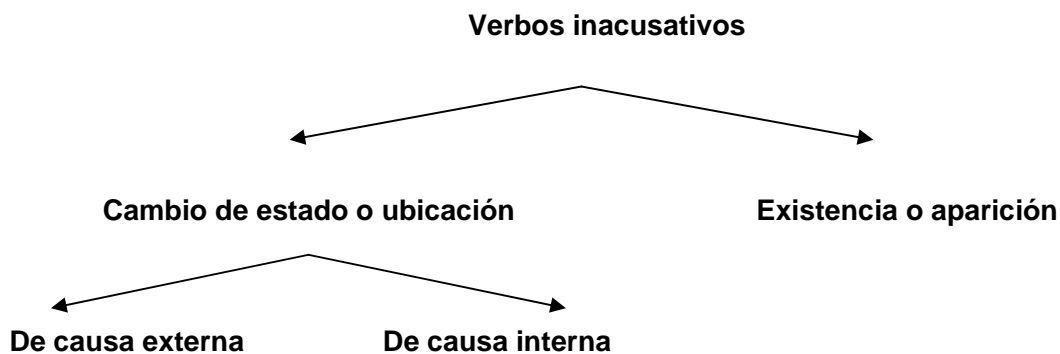 Verbos inacusativos
Cambio de estado o ubicación
Existencia o aparición
De causa externa
De causa interna